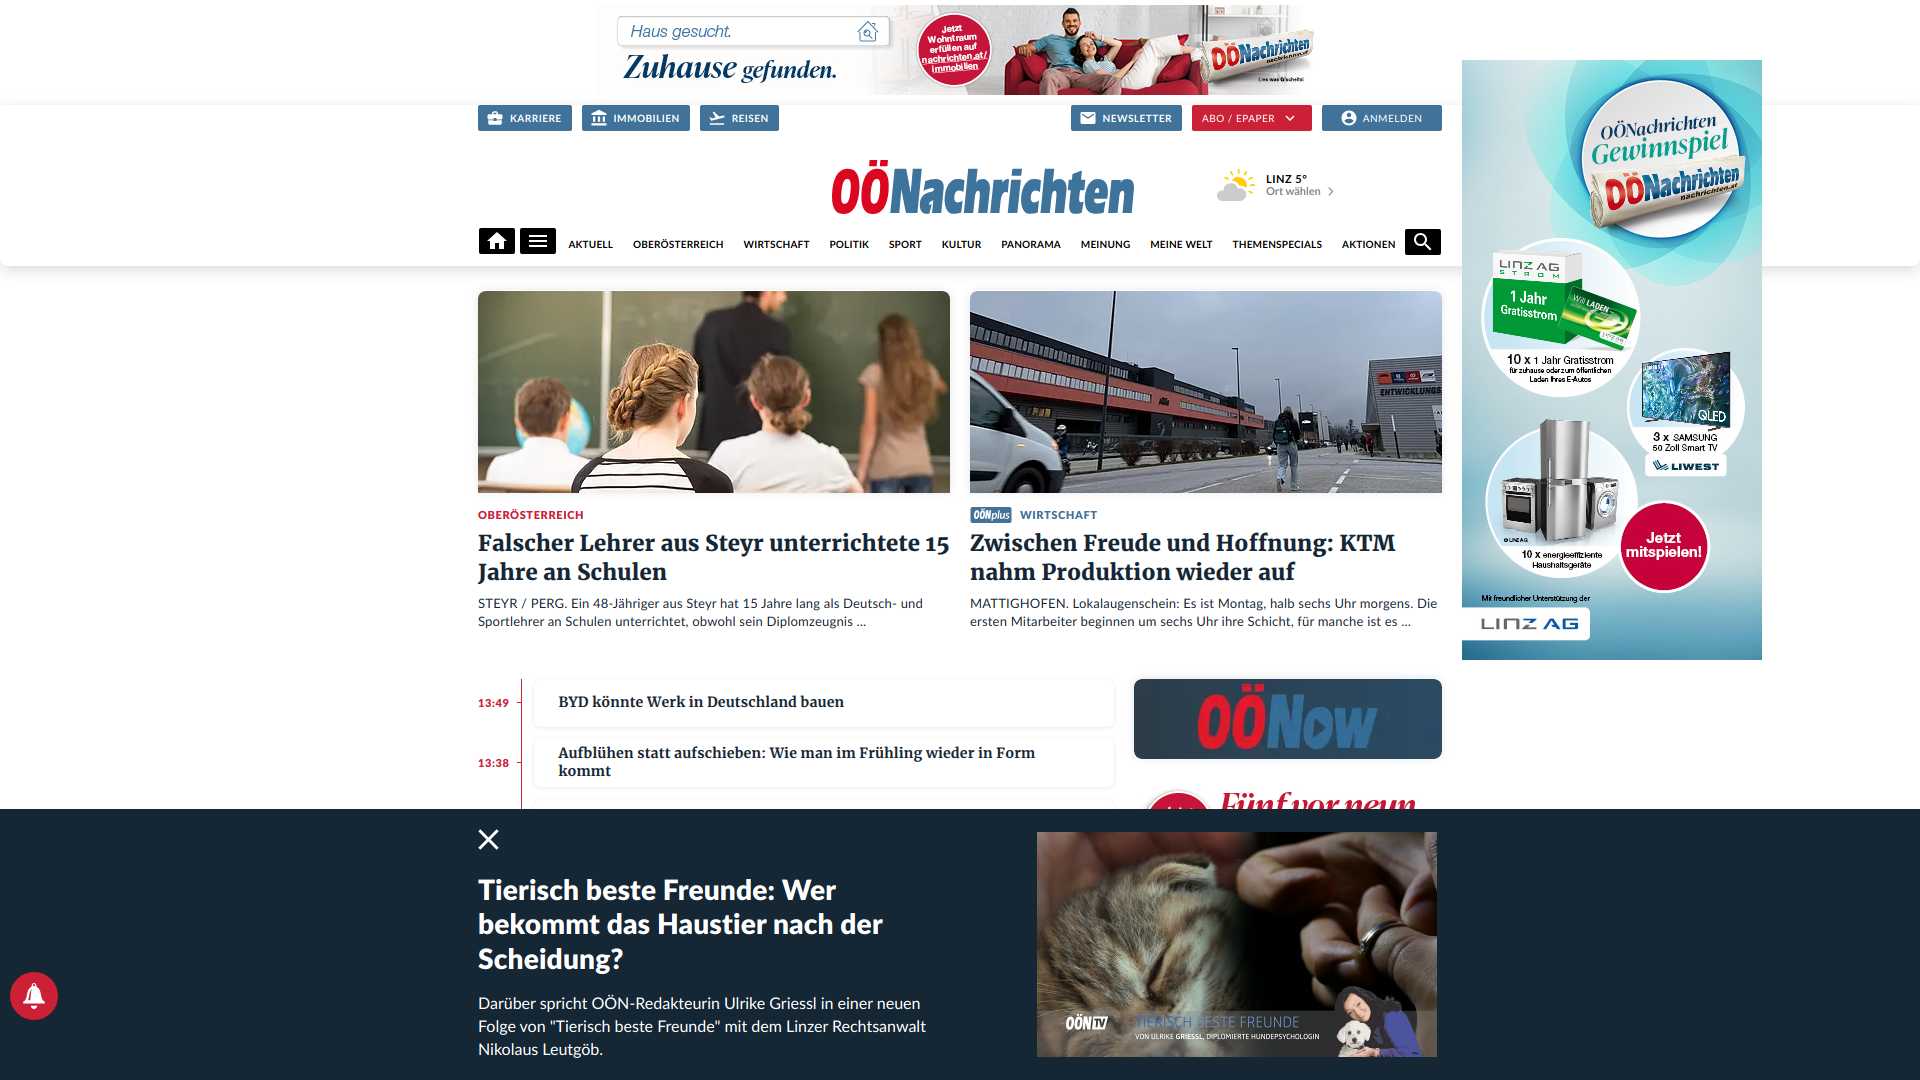 Haus gesucht.
Zuhause gefunden.
Jetzt
Wohntraum
erfüllen auf
nachrichten.at/
immobilien
OÖNachrichten
KARRIERE
IMMOBILIEN
REISEN
NEWSLETTER
ABO / EPAPER
ANMELDEN
OÖNachrichten
LINZ 5°
Ort wählen
AKTUELL
OBERÖSTERREICH
WIRTSCHAFT
POLITIK
SPORT
KULTUR
PANORAMA
MEINUNG
MEINE WELT
THEMENSPECIALS
AKTIONEN
OBERÖSTERREICH
Falscher Lehrer aus Steyr unterrichtete 15
Jahre an Schulen
STEYR / PERG. Ein 48-Jähriger aus Steyr hat 15 Jahre lang als Deutsch- und
Sportlehrer an Schulen unterrichtet, obwohl sein Diplomzeugnis ...
ENTWICKLUNGS
OÖNplus WIRTSCHAFT
Zwischen Freude und Hoffnung: KTM
nahm Produktion wieder auf
MATTIGHOFEN. Lokalaugenschein: Es ist Montag, halb sechs Uhr morgens. Die
ersten Mitarbeiter beginnen um sechs Uhr ihre Schicht, für manche ist es ...
13:49
BYD könnte Werk in Deutschland bauen
13:38
Aufblühen statt aufschieben: Wie man im Frühling wieder in Form
kommt
OÖNow
Fünf vor neun
OÖNachrichten
Gewinnspiel
OÖNachrichten
nachrichten.at
LINZ AG
STROM
1 Jahr
Gratisstrom
10 x 1 Jahr Gratisstrom
für zuhause oder zum öffentlichen
Laden Ihres E-Autos
QLED
3 x SAMSUNG
50 Zoll Smart TV
LIWEST
© LINZ AG
10 x energieeffiziente
Haushaltsgeräte
Jetzt
mitspielen!
Mit freundlicher Unterstützung der
LINZ AG
Tierisch beste Freunde: Wer
bekommt das Haustier nach der
Scheidung?
Darüber spricht OÖN-Redakteurin Ulrike Griessl in einer neuen
Folge von "Tierisch beste Freunde" mit dem Linzer Rechtsanwalt
Nikolaus Leutgöb.
OÖN TV
TIERISCH BESTE FREUNDE
VON ULRIKE GRIESSL, DIPLOMIERTE HUNDEPSYCHOLOGIN